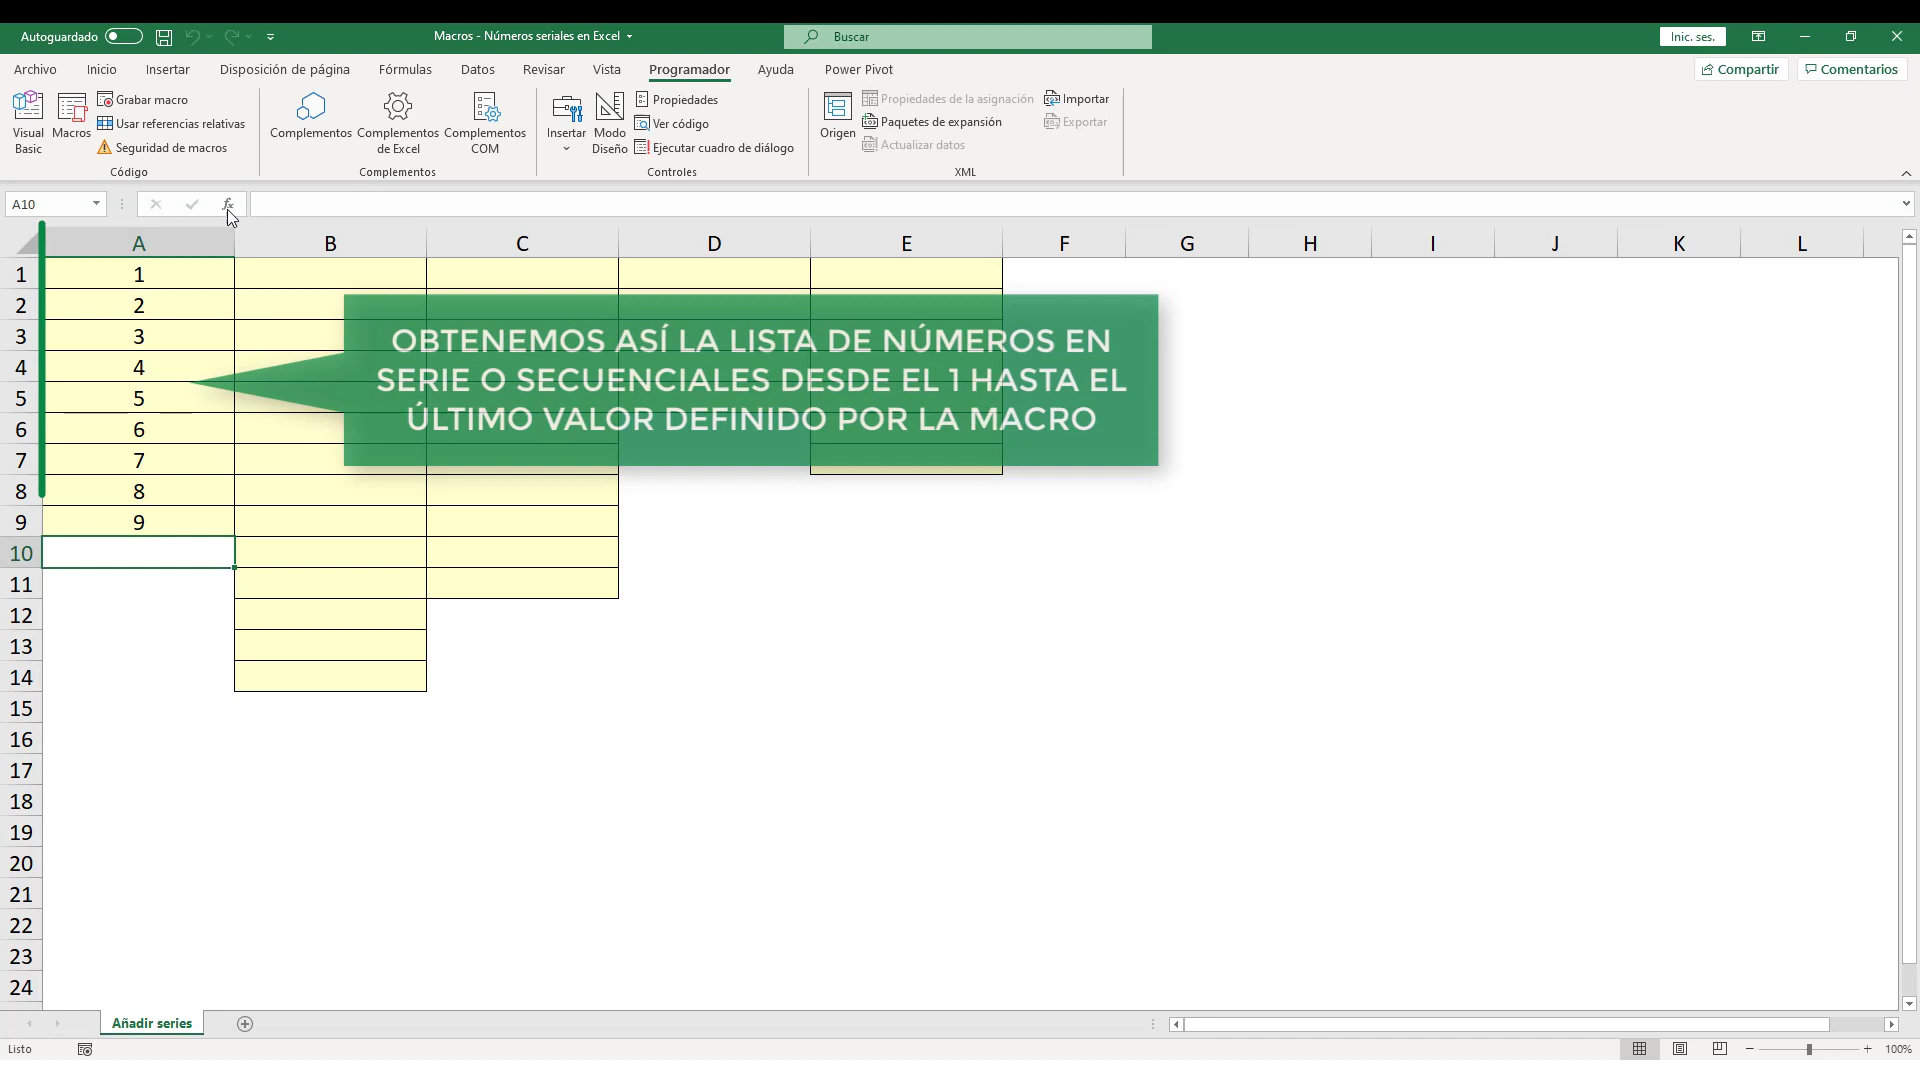 Autoguardado
Macros - Números seriales en Excel
Buscar
Inic. ses.
Archivo Inicio Insertar Disposición de página Fórmulas Datos Revisar Vista Programador Ayuda Power Pivot
Compartir Comentarios
Visual Basic
Macros
Grabar macro
Usar referencias relativas
Seguridad de macros
Código
Complementos
Complementos de Excel
Complementos COM
Complementos
Insertar
Modo Diseño
Propiedades
Ver código
Ejecutar cuadro de diálogo
Controles
Origen
Propiedades de la asignación
Paquetes de expansión
Actualizar datos
Importar
Exportar
XML
A10
fx
A B C D E F G H I J K L
1 1
2 2
3 3
4 4
5 5
6 6
7 7
8 8
9 9
10
11
12
13
14
15
16
17
18
19
20
21
22
23
24
OBTENEMOS ASÍ LA LISTA DE NÚMEROS EN
SERIE O SECUENCIALES DESDE EL 1 HASTA EL
ÚLTIMO VALOR DEFINIDO POR LA MACRO
Añadir series
Listo
100%